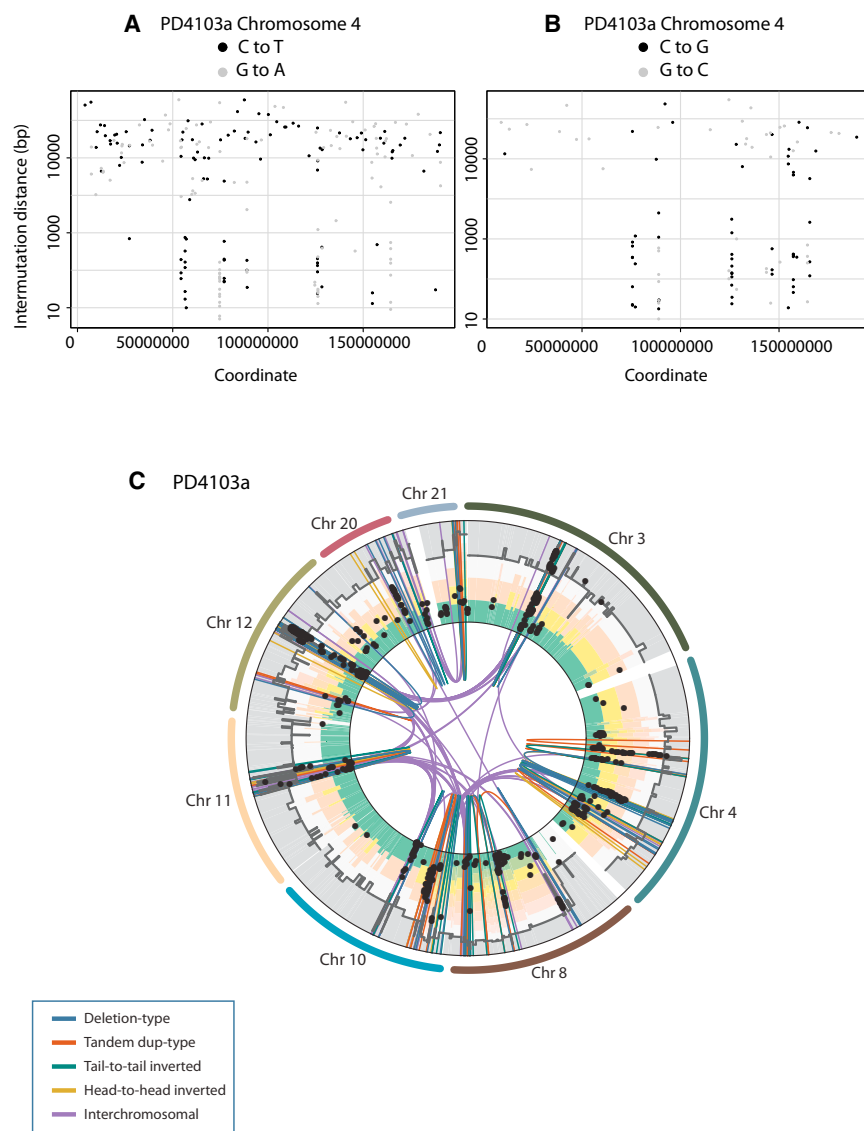 A PD4103a Chromosome 4
C to T
G to A
B PD4103a Chromosome 4
C to G
G to C
Intermutation distance (bp)
10000
1000
10
0 50000000 100000000 150000000
Coordinate
10000
1000
10
0 50000000 100000000 150000000
Coordinate
C PD4103a
Chr 21
Chr 20
Chr 3
Chr 12
Chr 4
Chr 11
Chr 10
Chr 8
Deletion-type
Tandem dup-type
Tail-to-tail inverted
Head-to-head inverted
Interchromosomal